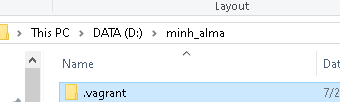 Layout
This PC > DATA (D:) > minh_alma
Name
Dat
.vagrant
7/2